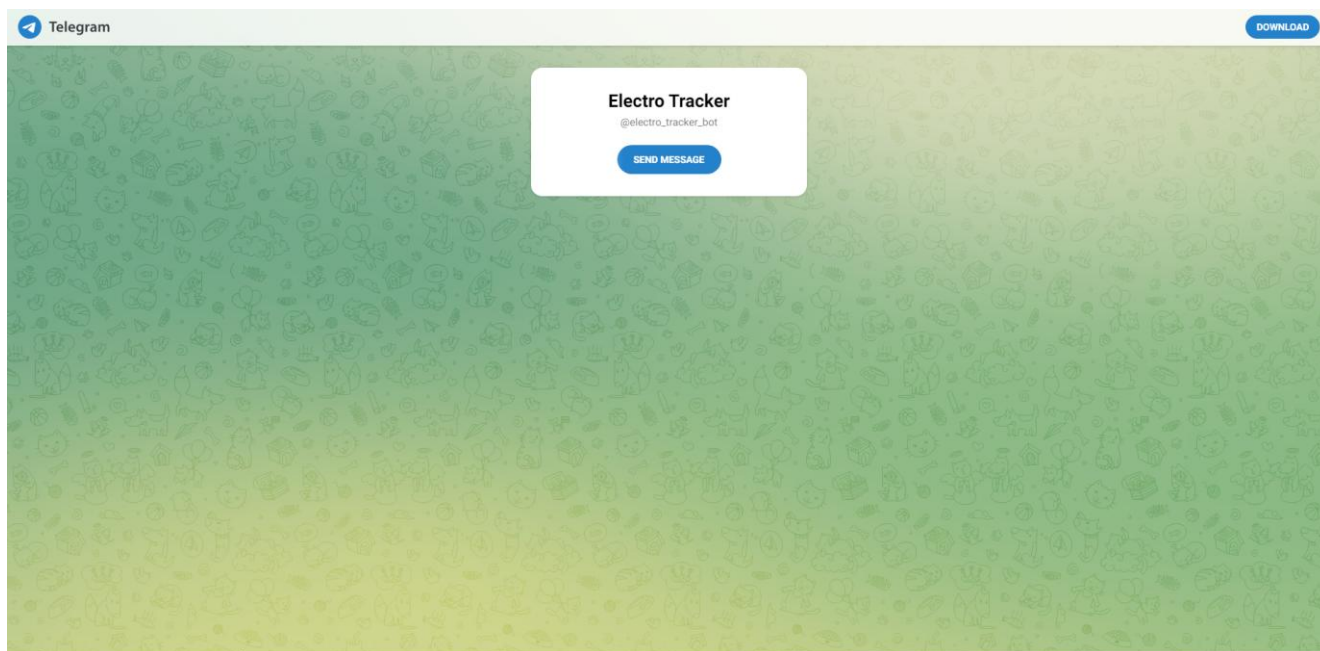 Telegram
DOWNLOAD
Electro Tracker
@electro_tracker_bot
SEND MESSAGE